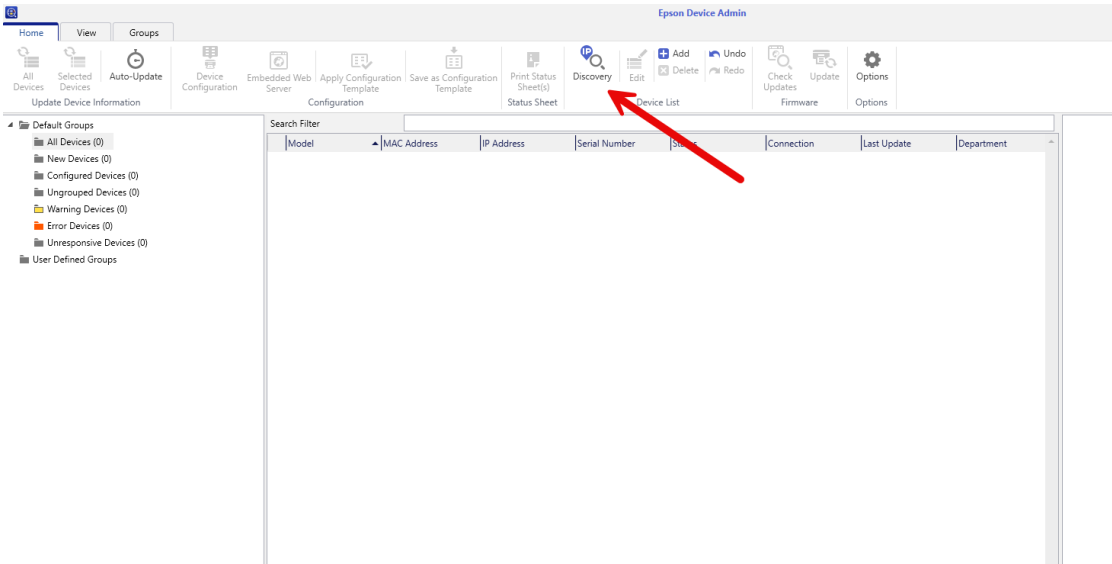 Epson Device Admin
Home View Groups
All Devices
Selected Devices
Auto-Update
Update Device Information
Device Configuration
Embedded Web Server
Apply Configuration Template
Save as Configuration Template
Configuration
Print Status Sheet(s)
Status Sheet
IP
Discovery
Edit
Add
Delete
Undo
Redo
Device List
Check Updates
Update
Firmware
Options
Options
Default Groups
All Devices (0)
New Devices (0)
Configured Devices (0)
Ungrouped Devices (0)
Warning Devices (0)
Error Devices (0)
Unresponsive Devices (0)
User Defined Groups
Search Filter
Model MAC Address IP Address Serial Number Status Connection Last Update Department